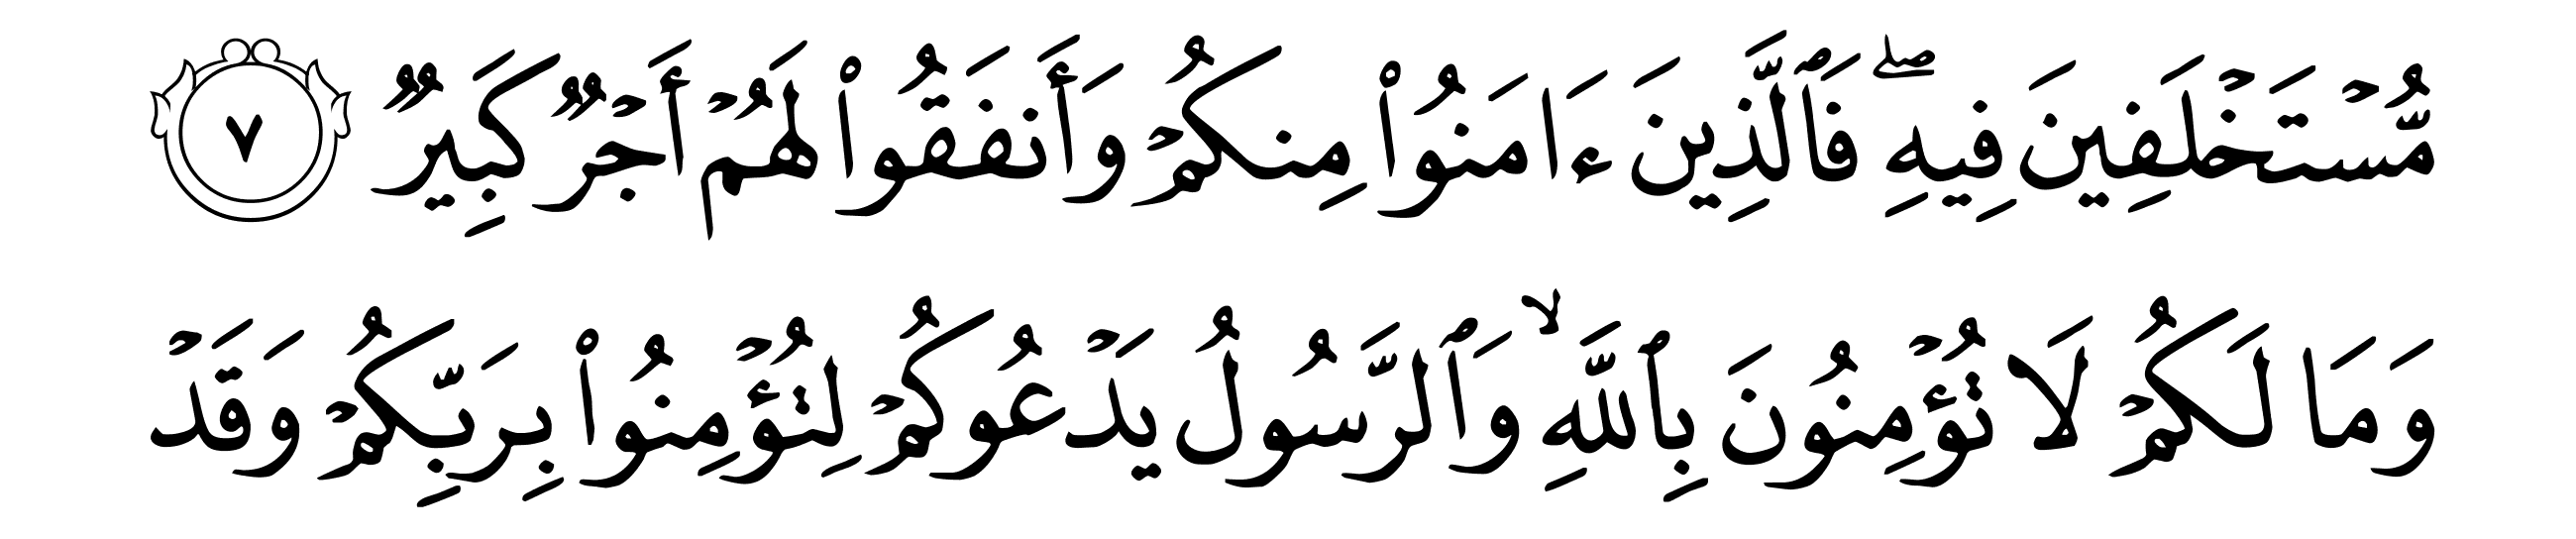 مُّسۡتَخۡلَفِينَ فِيهِۖ فَٱلَّذِينَ ءَامَنُواْ مِنكُمۡ وَأَنفَقُواْ لَهُمۡ أَجۡرٞ كَبِيرٞ ٧
وَمَا لَكُمۡ لَا تُؤۡمِنُونَ بِٱللَّهِ ۙ وَٱلرَّسُولُ يَدۡعُوكُمۡ لِتُؤۡمِنُواْ بِرَبِّكُمۡ وَقَدۡ